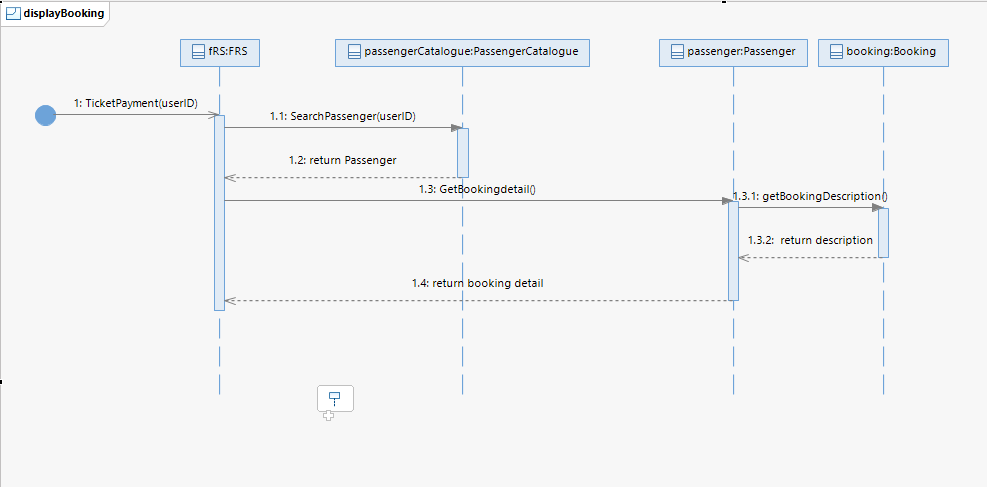 displayBooking
fRS:FRS
passengerCatalogue:PassengerCatalogue
passenger:Passenger
booking:Booking
1: TicketPayment(userID)
1.1: SearchPassenger(userID)
1.2: return Passenger
1.3: GetBookingdetail()
1.3.1: getBookingDescription()
1.3.2:  return description
1.4: return booking detail